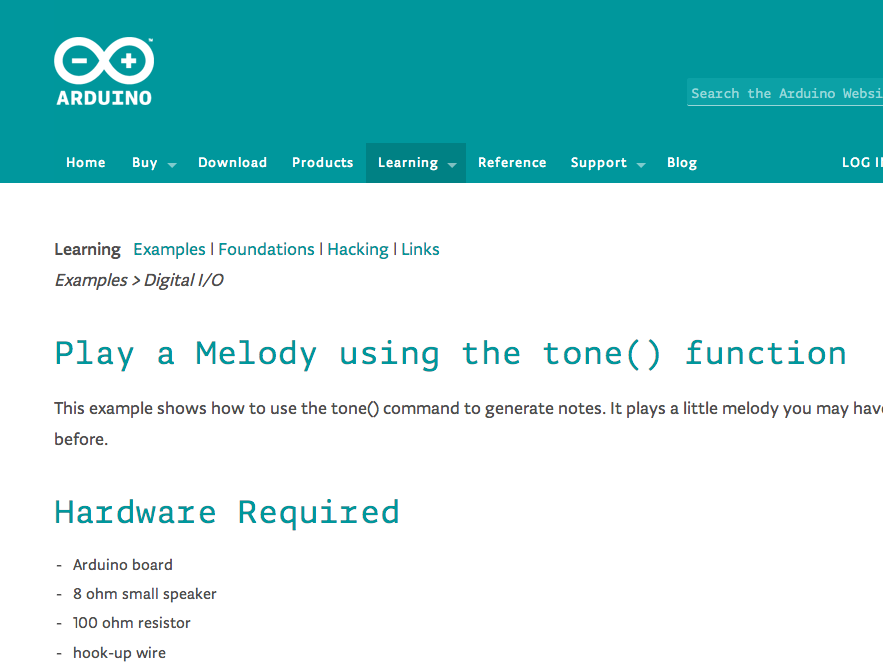 ARDUINO
Search the Arduino Websi
Home Buy Download Products Learning Reference Support Blog LOG
Learning Examples | Foundations | Hacking | Links
Examples > Digital I/O
Play a Melody using the tone() function
This example shows how to use the tone() command to generate notes. It plays a little melody you may have
before.
Hardware Required
- Arduino board
- 8 ohm small speaker
- 100 ohm resistor
- hook-up wire